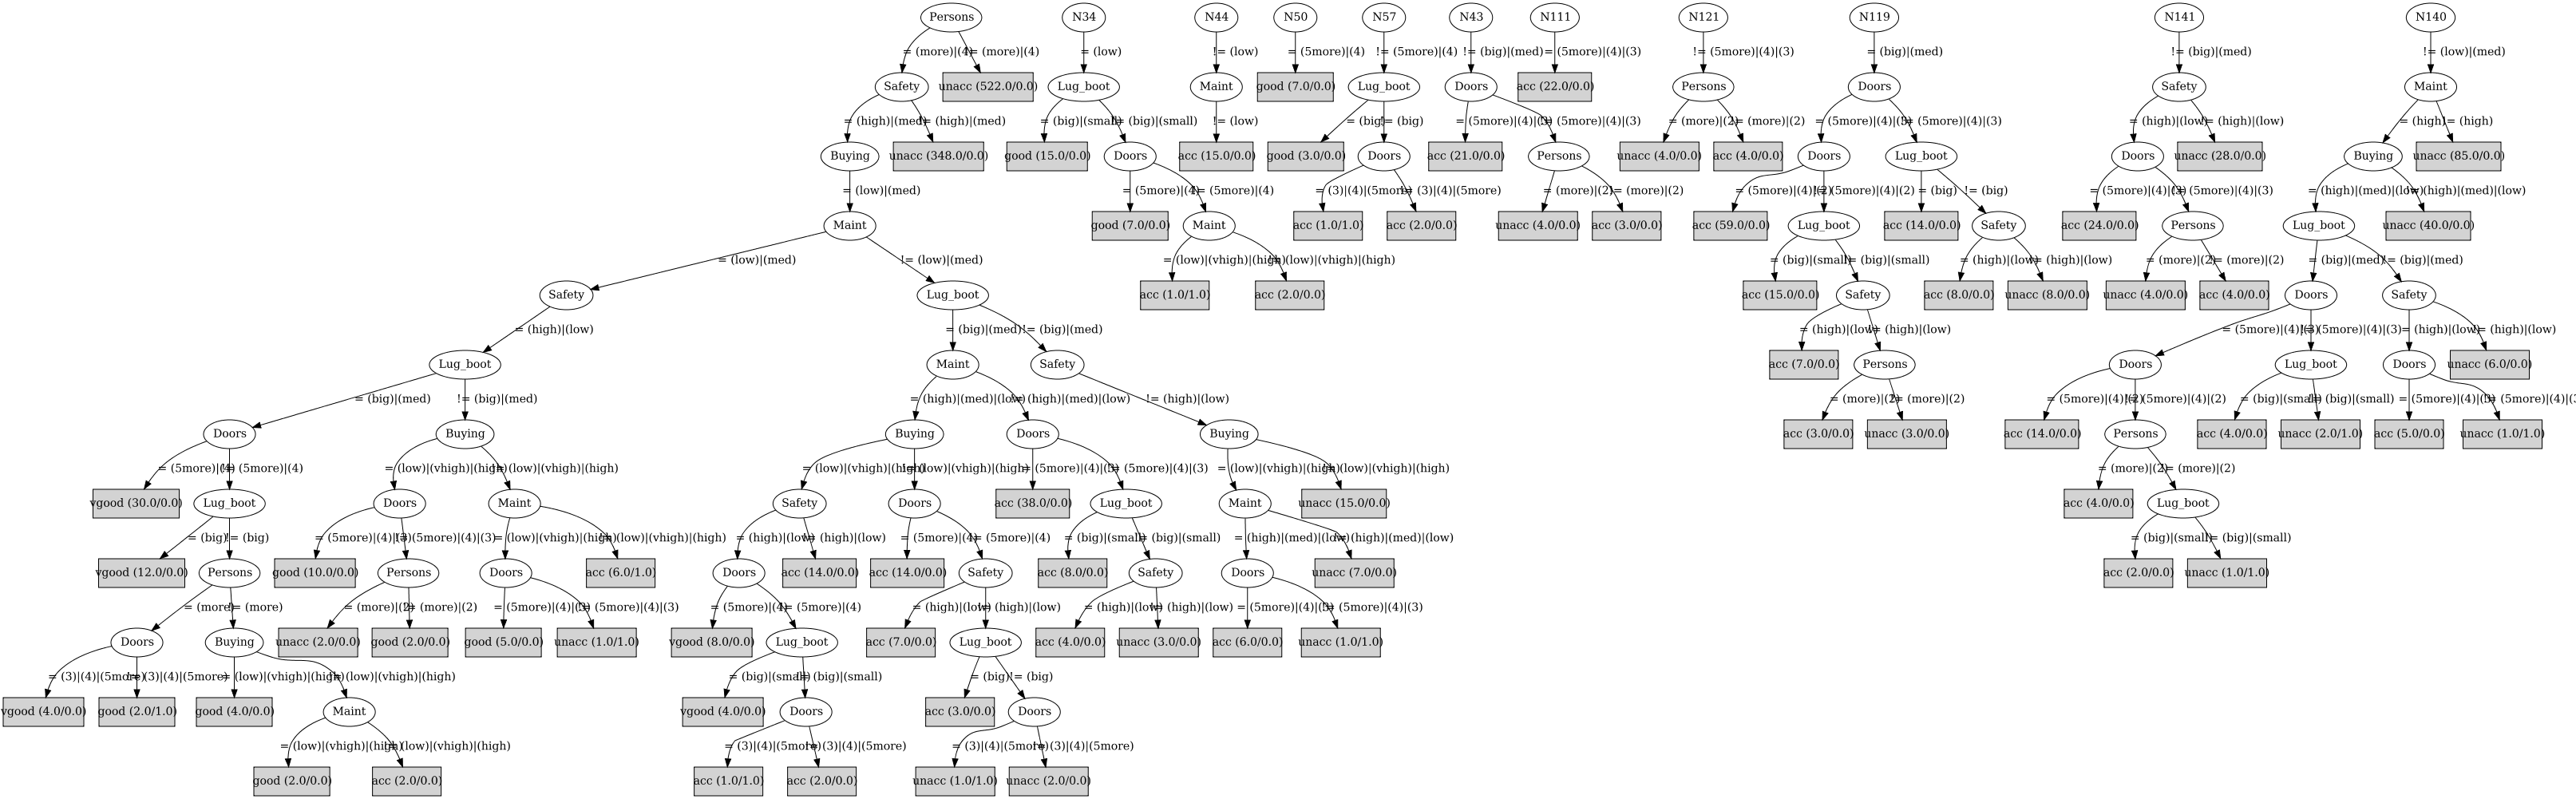 Persons N34 N44 N50 N57 N43 N111 N121 N119 N141 N140
= (more)|(4) != (more)|(4) = (low) != (low) = (5more)|(4) != (5more)|(4) != (big)|(med) = (5more)|(4)|(3) != (5more)|(4)|(3) = (big)|(med) != (big)|(med) != (low)|(med)
Safety unacc (522.0/0.0) Lug_boot Maint good (7.0/0.0) Lug_boot Doors acc (22.0/0.0) Persons Doors Safety Maint
= (high)|(med) != (high)|(med) = (big)|(small) != (big)|(small) != (low) = (big) != (big) = (5more)|(4)|(3) != (5more)|(4)|(3) = (more)|(2) != (more)|(2) = (5more)|(4)|(3) != (5more)|(4)|(3) = (high)|(low) != (high)|(low) = (high) != (high)
Buying unacc (348.0/0.0) good (15.0/0.0) Doors acc (15.0/0.0) good (3.0/0.0) Doors acc (21.0/0.0) Persons unacc (4.0/0.0) acc (4.0/0.0) Doors Lug_boot Doors unacc (28.0/0.0) Buying unacc (85.0/0.0)
= (low)|(med) = (5more)|(4) != (5more)|(4) = (3)|(4)|(5more) != (3)|(4)|(5more) = (more)|(2) != (more)|(2) = (5more)|(4)|(2) != (5more)|(4)|(2) = (big) != (big) = (5more)|(4)|(3) != (5more)|(4)|(3) = (high)|(med)|(low) != (high)|(med)|(low)
Maint good (7.0/0.0) Maint acc (1.0/1.0) acc (2.0/0.0) unacc (4.0/0.0) acc (3.0/0.0) acc (59.0/0.0) Lug_boot acc (14.0/0.0) Safety acc (24.0/0.0) Persons Lug_boot unacc (40.0/0.0)
= (low)|(med) != (low)|(med) = (low)|(vhigh)|(high) != (low)|(vhigh)|(high) = (big)|(small) != (big)|(small) = (high)|(low) != (high)|(low) = (more)|(2) != (more)|(2) = (big)|(med) != (big)|(med)
Safety Lug_boot acc (1.0/1.0) acc (2.0/0.0) acc (15.0/0.0) Safety acc (8.0/0.0) unacc (8.0/0.0) unacc (4.0/0.0) acc (4.0/0.0) Doors Safety
= (high)|(low) = (big)|(med) != (big)|(med) = (high)|(low) != (high)|(low) = (5more)|(4)|(3) != (5more)|(4)|(3) = (high)|(low) != (high)|(low)
Lug_boot Maint Safety acc (7.0/0.0) Persons Doors Lug_boot Doors unacc (6.0/0.0)
= (big)|(med) != (big)|(med) = (high)|(med)|(low) != (high)|(med)|(low) != (high)|(low) = (more)|(2) != (more)|(2) = (5more)|(4)|(2) != (5more)|(4)|(2) = (big)|(small) != (big)|(small) = (5more)|(4)|(3) != (5more)|(4)|(3)
Doors Buying Buying Doors Buying acc (3.0/0.0) unacc (3.0/0.0) acc (14.0/0.0) Persons acc (4.0/0.0) unacc (2.0/1.0) acc (5.0/0.0) unacc (1.0/1.0)
= (5more)|(4) != (5more)|(4) = (low)|(vhigh)|(high) != (low)|(vhigh)|(high) = (low)|(vhigh)|(high) != (low)|(vhigh)|(high) = (5more)|(4)|(3) != (5more)|(4)|(3) = (low)|(vhigh)|(high) != (low)|(vhigh)|(high) = (more)|(2) != (more)|(2)
vgood (30.0/0.0) Lug_boot Doors Maint Safety Doors acc (38.0/0.0) Lug_boot Maint unacc (15.0/0.0) acc (4.0/0.0) Lug_boot
= (big) != (big) = (5more)|(4)|(3) != (5more)|(4)|(3) = (low)|(vhigh)|(high) != (low)|(vhigh)|(high) = (high)|(low) != (high)|(low) = (5more)|(4) != (5more)|(4) = (big)|(small) != (big)|(small) = (high)|(med)|(low) != (high)|(med)|(low) = (big)|(small) != (big)|(small)
vgood (12.0/0.0) Persons good (10.0/0.0) Persons Doors acc (6.0/1.0) Doors acc (14.0/0.0) acc (14.0/0.0) Safety acc (8.0/0.0) Safety Doors unacc (7.0/0.0) acc (2.0/0.0) unacc (1.0/1.0)
= (more) != (more) = (more)|(2) != (more)|(2) = (5more)|(4)|(3) != (5more)|(4)|(3) = (5more)|(4) != (5more)|(4) = (high)|(low) != (high)|(low) = (high)|(low) != (high)|(low) = (5more)|(4)|(3) != (5more)|(4)|(3)
Doors Buying unacc (2.0/0.0) good (2.0/0.0) good (5.0/0.0) unacc (1.0/1.0) vgood (8.0/0.0) Lug_boot acc (7.0/0.0) Lug_boot acc (4.0/0.0) unacc (3.0/0.0) acc (6.0/0.0) unacc (1.0/1.0)
= (3)|(4)|(5more) != (3)|(4)|(5more) = (low)|(vhigh)|(high) != (low)|(vhigh)|(high) = (big)|(small) != (big)|(small) = (big) != (big)
vgood (4.0/0.0) good (2.0/1.0) good (4.0/0.0) Maint vgood (4.0/0.0) Doors acc (3.0/0.0) Doors
= (low)|(vhigh)|(high) != (low)|(vhigh)|(high) = (3)|(4)|(5more) != (3)|(4)|(5more) = (3)|(4)|(5more) != (3)|(4)|(5more)
good (2.0/0.0) acc (2.0/0.0) acc (1.0/1.0) acc (2.0/0.0) unacc (1.0/1.0) unacc (2.0/0.0)